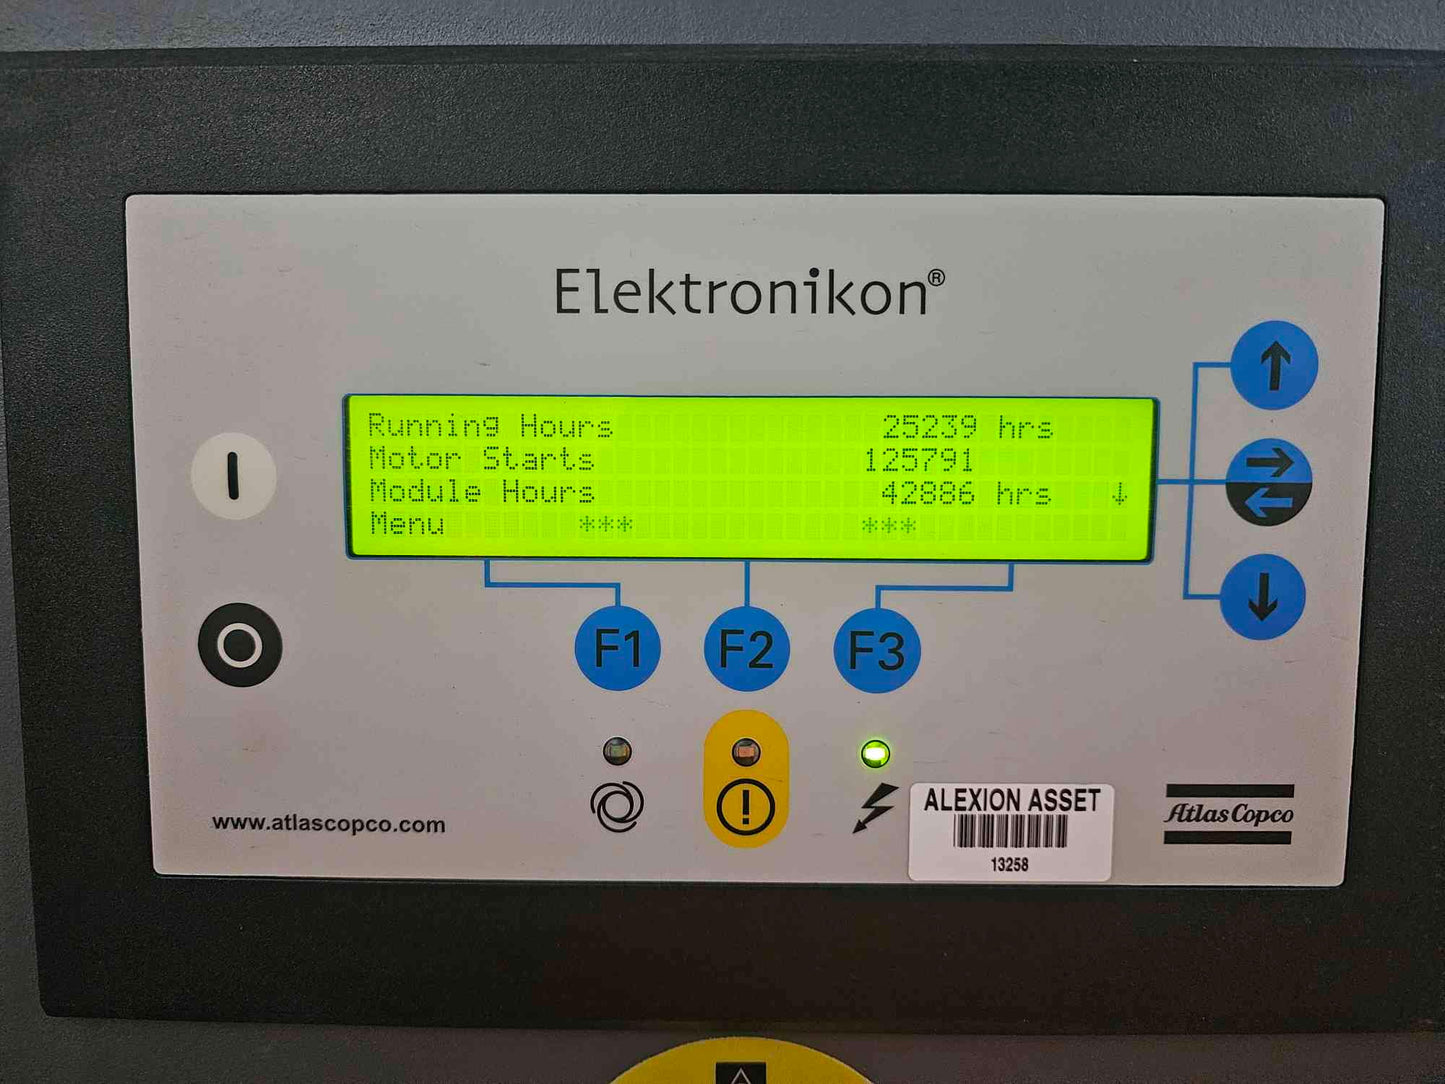 Elektronikon®
Running Hours 25239 hrs
Motor Starts 125791
Module Hours 42886 hrs ↓
Menu *** ***
F1 F2 F3
www.atlascopco.com
ALEXION ASSET
13258
Atlas Copco